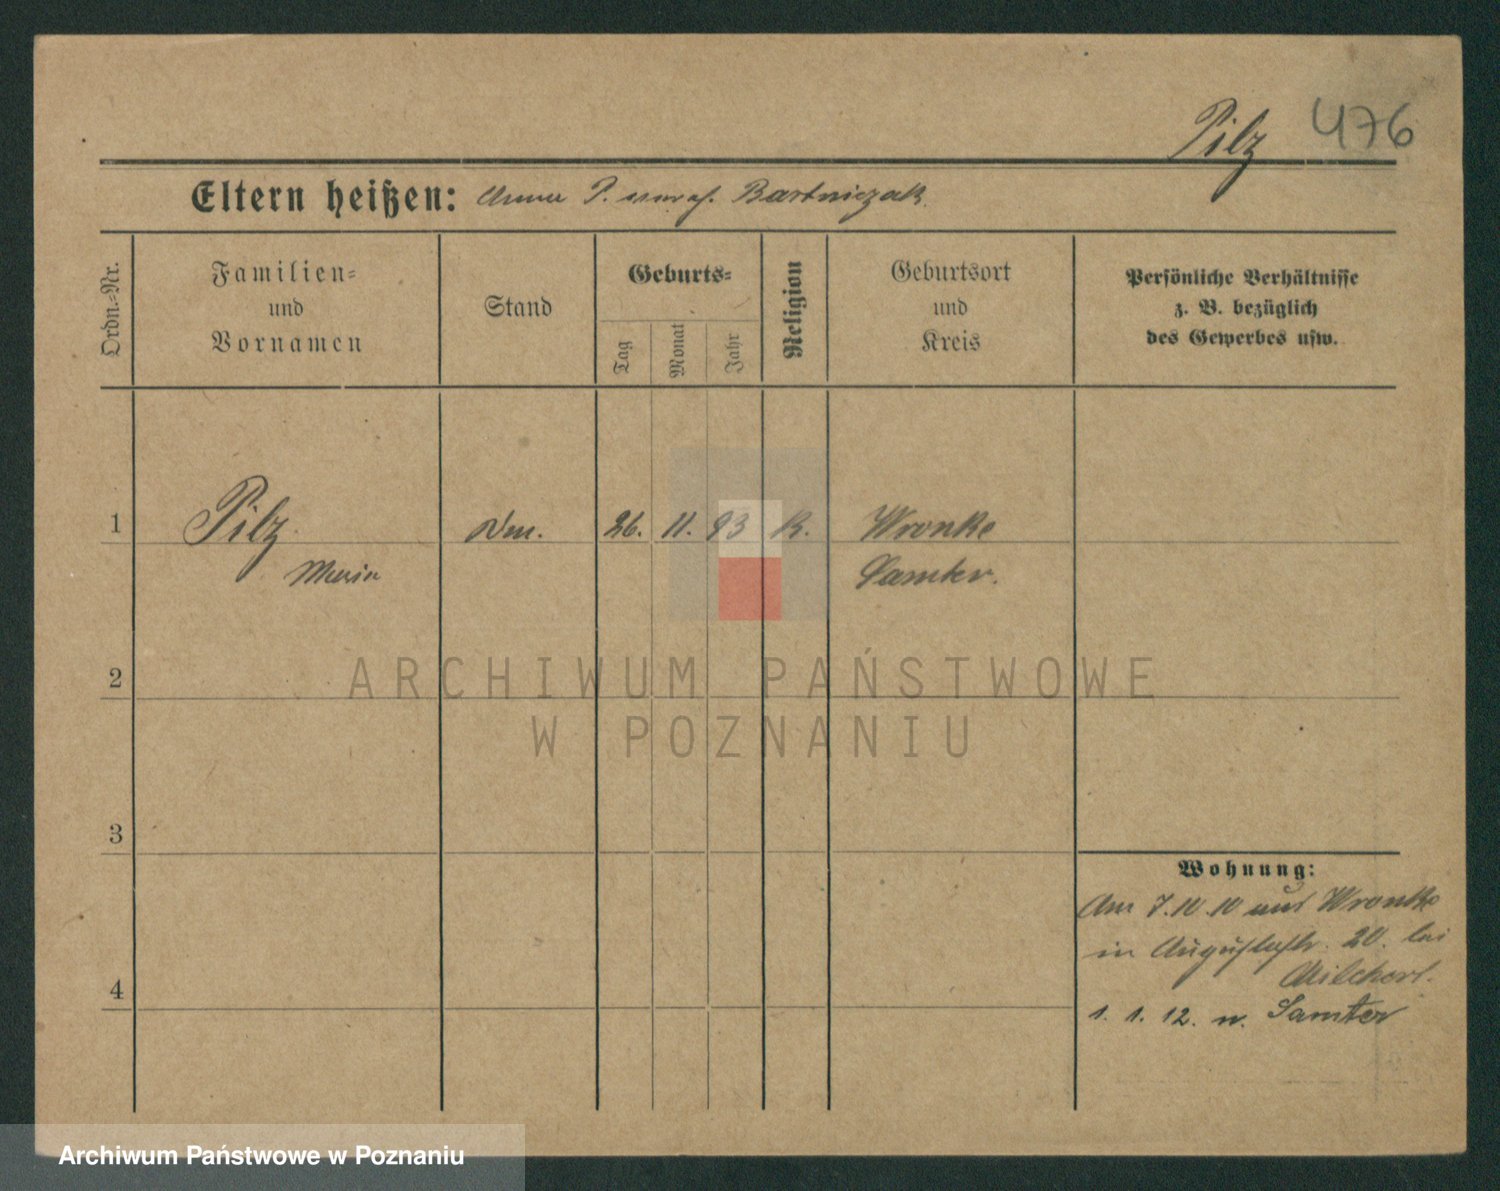 Pilz 476
Eltern heißen: Anna P. verwf. Bartniczak
Ordn.-Nr.
Familien-
und
Vornamen
Stand
Geburts-
Tag
Monat
Jahr
Religion
Geburtsort
und
Kreis
Persönliche Verhältnisse
z. B. bezüglich
des Gewerbes usw.
1 Pilz 26. 11. 93 K. Wronke
Maria Samter.
2
3
4
Wohnung:
Am 7.10.10 aus Wronke
in Augustastr. 20. bei
1. 1. 12. n. Samter
ARCHIWUM PAŃSTWOWE
W POZNANIU
Archiwum Państwowe w Poznaniu